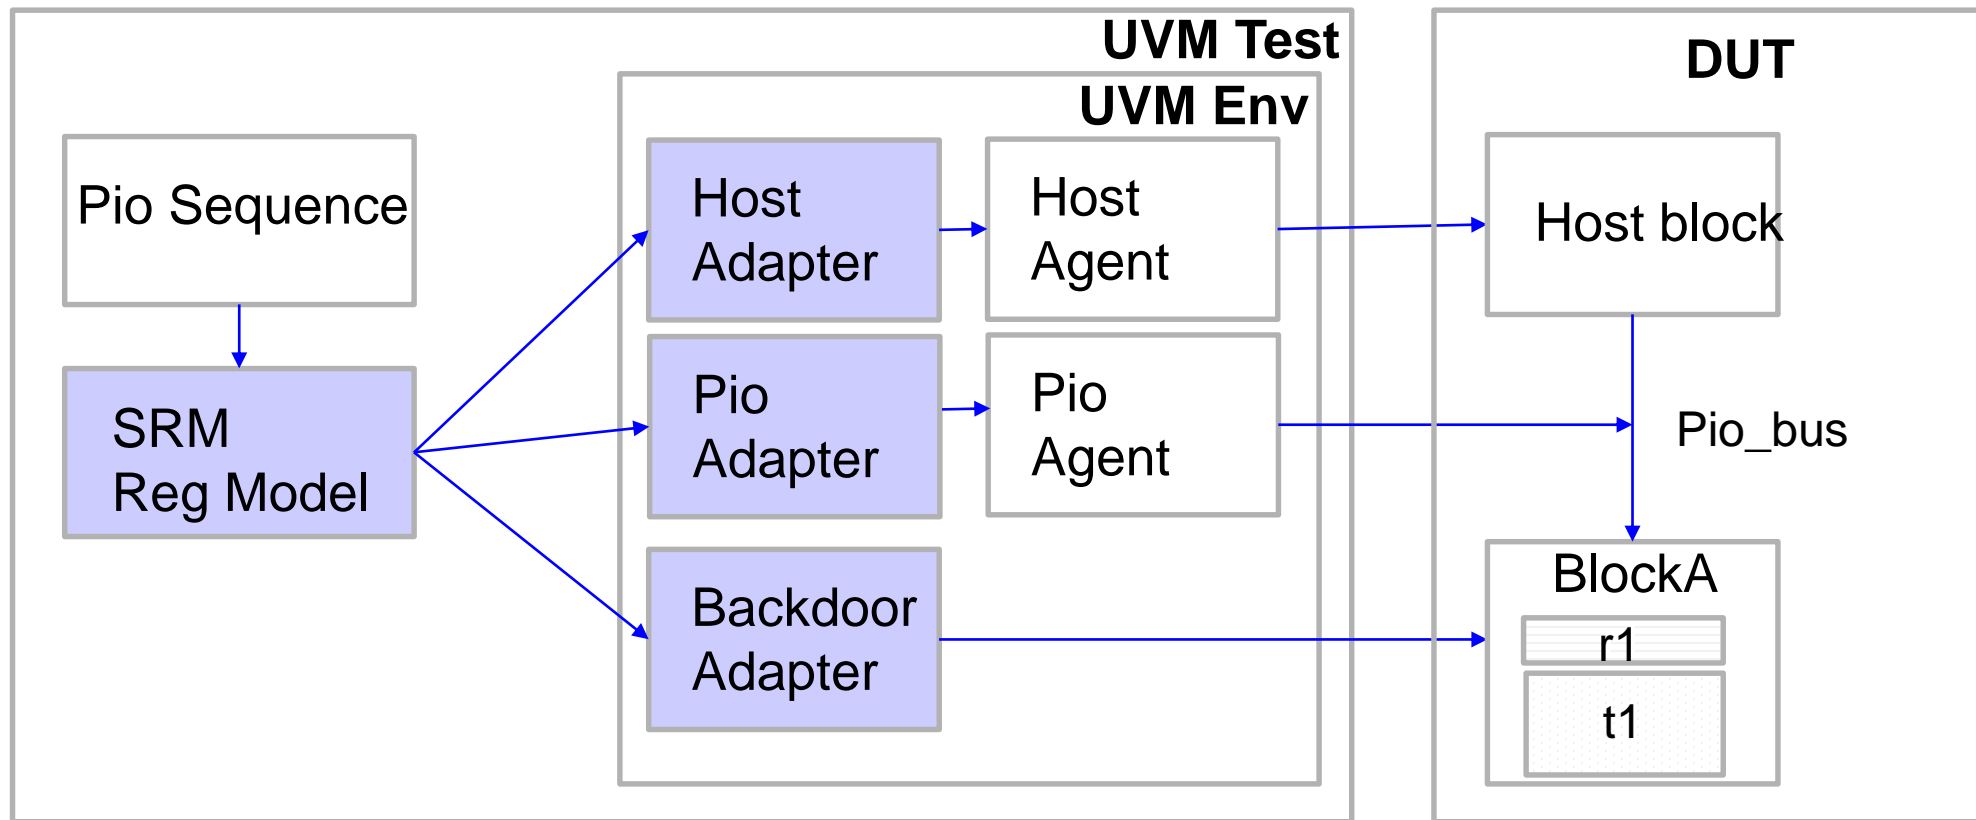 UVM Test
UVM Env
DUT
Pio Sequence
SRM
Reg Model
Host
Adapter
Host
Agent
Pio
Adapter
Pio
Agent
Backdoor
Adapter
Host block
Pio_bus
BlockA
r1
t1